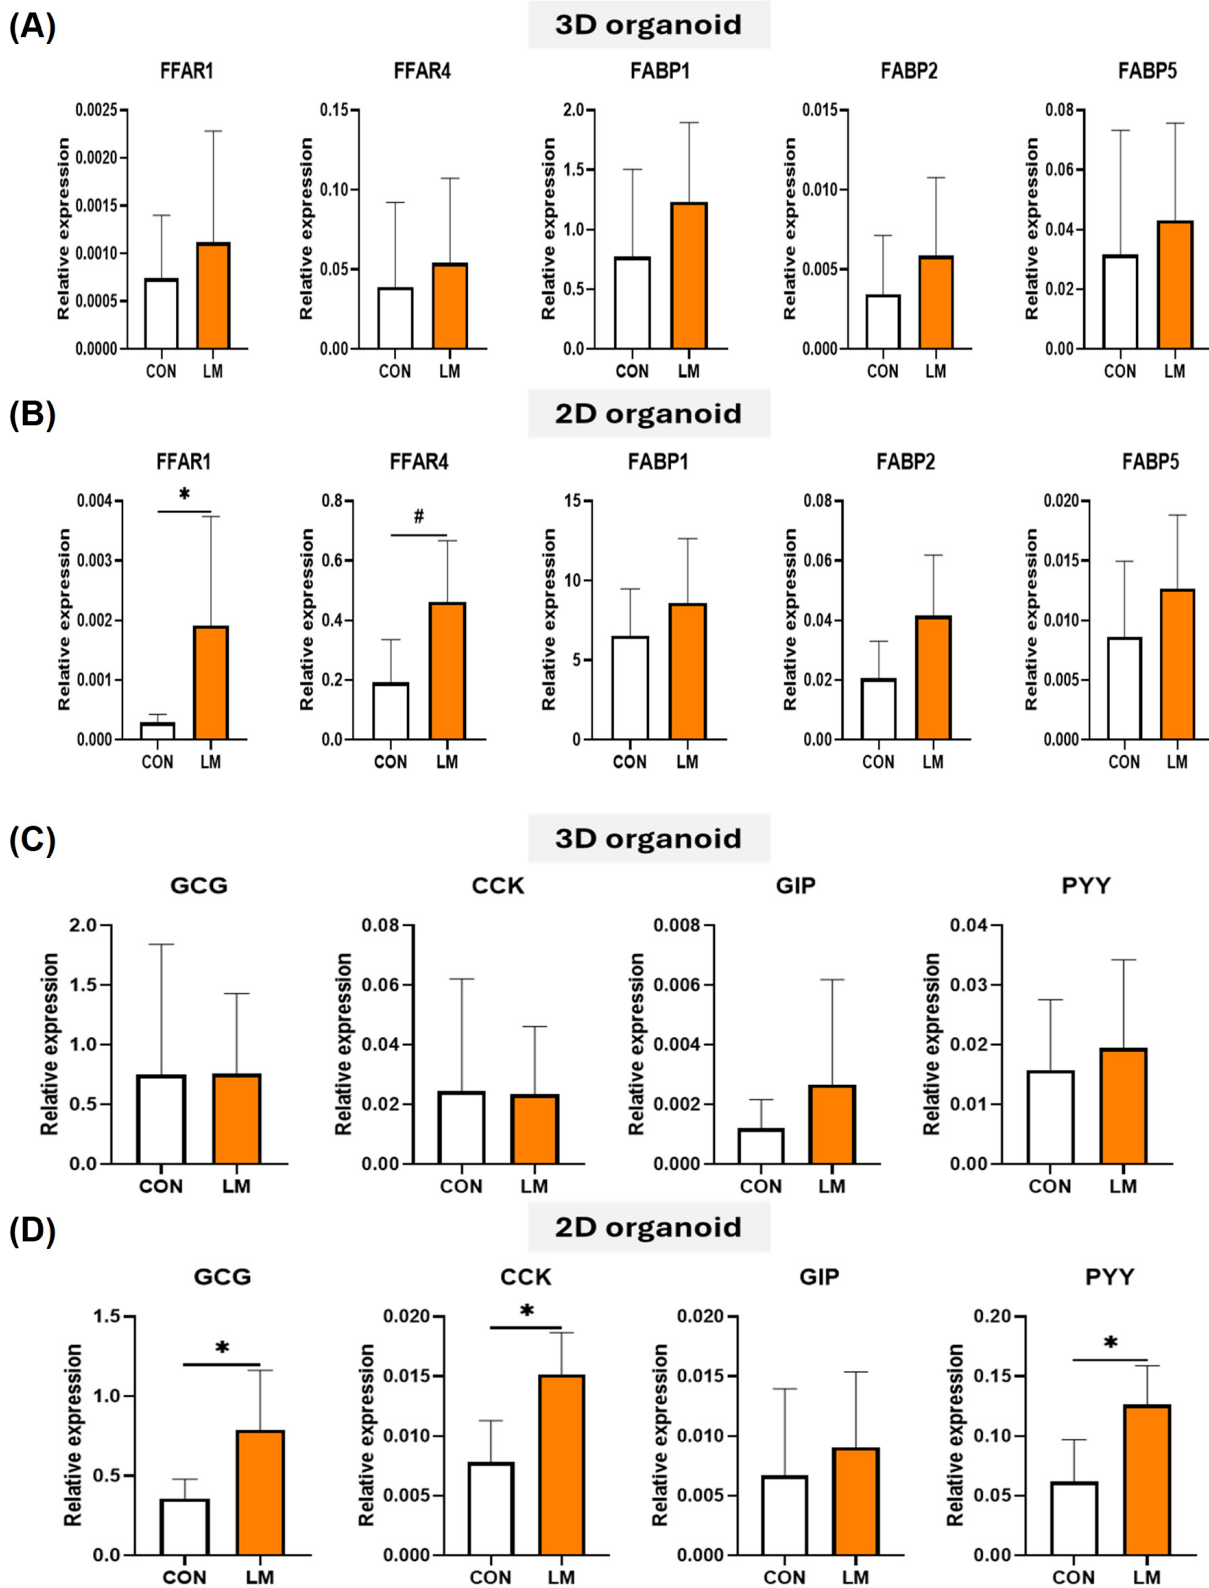 (A)
3D organoid
FFAR1 FFAR4 FABP1 FABP2 FABP5
Relative expression
0.0025
0.0020
0.0015
0.0010
0.0005
0.0000
CON LM
Relative expression
0.15
0.10
0.05
0.00
CON LM
Relative expression
2.0
1.5
1.0
0.5
0.0
CON LM
Relative expression
0.015
0.010
0.005
0.000
CON LM
Relative expression
0.08
0.06
0.04
0.02
0.00
CON LM
(B)
2D organoid
FFAR1 FFAR4 FABP1 FABP2 FABP5
Relative expression
0.004
0.003
0.002
0.001
0.000
*
CON LM
Relative expression
0.8
0.6
0.4
0.2
0.0
#
CON LM
Relative expression
15
10
5
0
CON LM
Relative expression
0.08
0.06
0.04
0.02
0.00
CON LM
Relative expression
0.020
0.015
0.010
0.005
0.000
CON LM
(C)
3D organoid
GCG CCK GIP PYY
Relative expression
2.0
1.5
1.0
0.5
0.0
CON LM
Relative expression
0.08
0.06
0.04
0.02
0.00
CON LM
Relative expression
0.008
0.006
0.004
0.002
0.000
CON LM
Relative expression
0.04
0.03
0.02
0.01
0.00
CON LM
(D)
2D organoid
GCG CCK GIP PYY
Relative expression
1.5
1.0
0.5
0.0
*
CON LM
Relative expression
0.020
0.015
0.010
0.005
0.000
*
CON LM
Relative expression
0.020
0.015
0.010
0.005
0.000
CON LM
Relative expression
0.20
0.15
0.10
0.05
0.00
*
CON LM